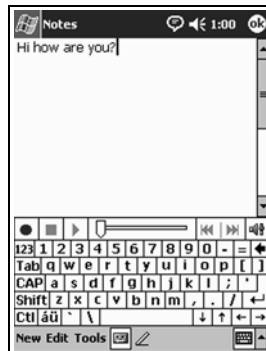 Notes 1:00 ok
Hi how are you?
123 1 2 3 4 5 6 7 8 9 0 - =
Tab q w e r t y u i o p [ ]
CAP a s d f g h j k l ; '
Shift z x c v b n m , . /
Ctl áü ` \
New Edit Tools